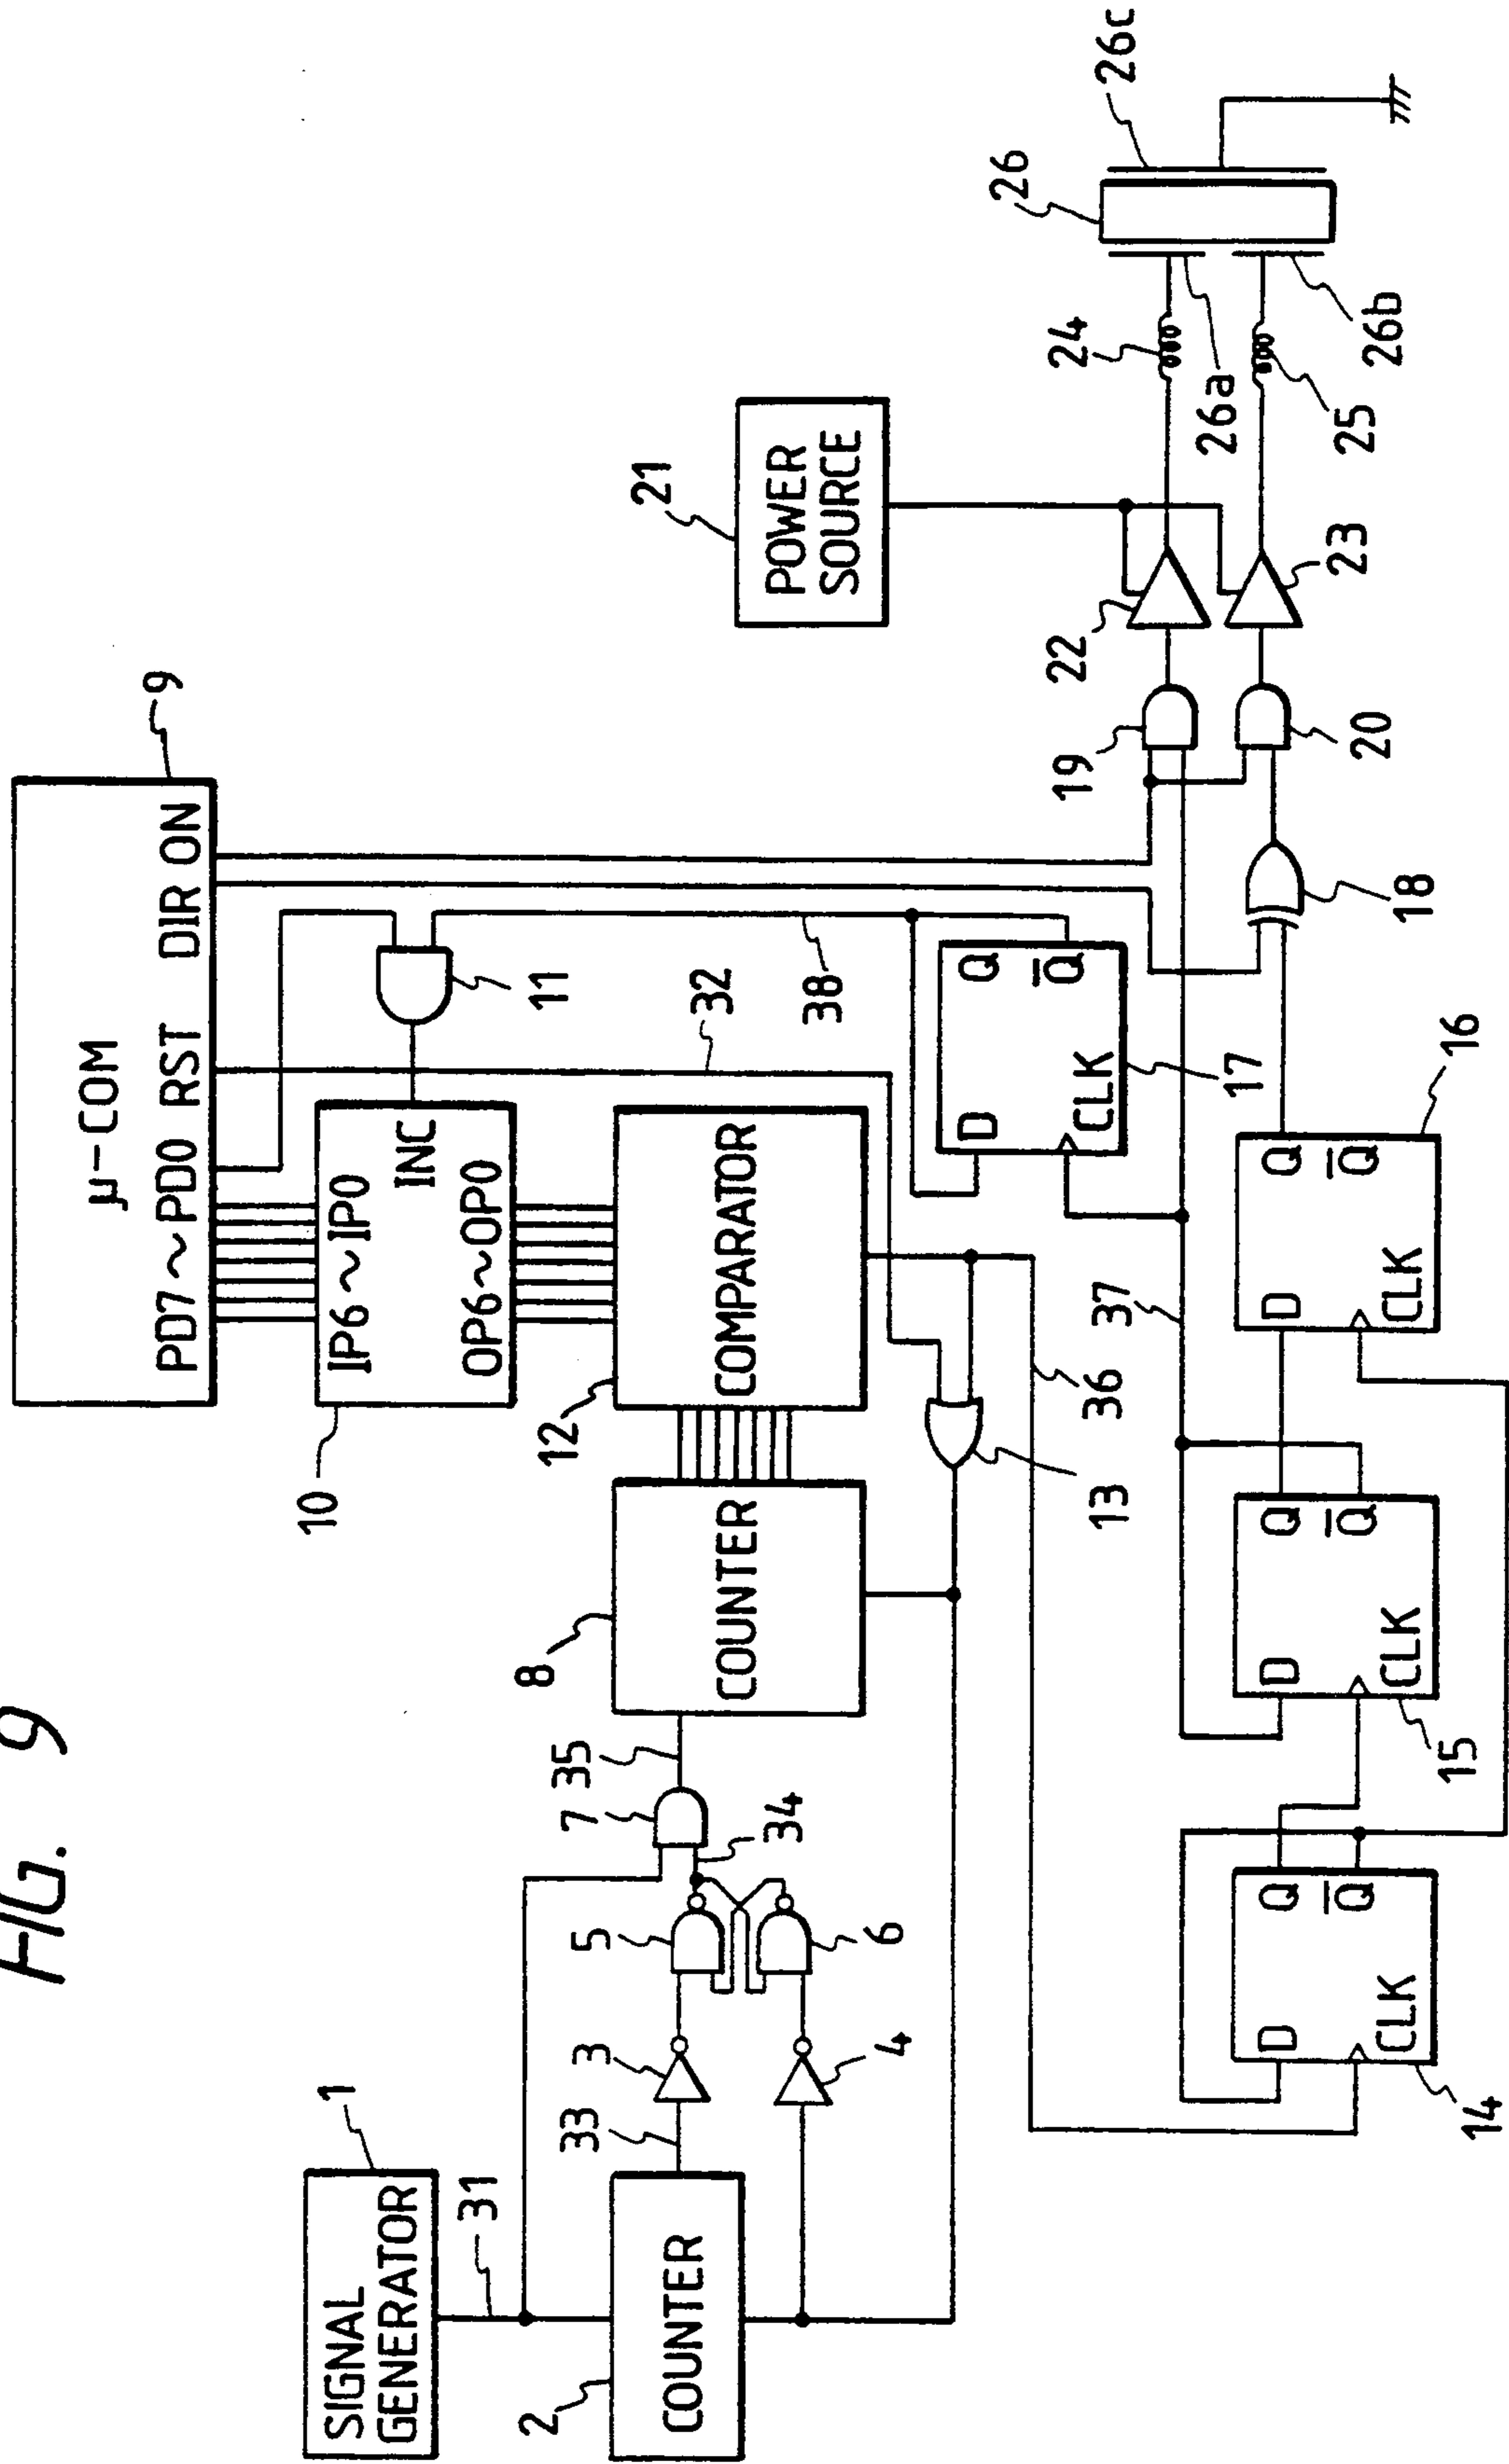 FIG. 9
SIGNAL
GENERATOR
1
31
COUNTER
2
33
3
4
5
6
34
7
35
COUNTER
8
μ-COM
PD7~PD0 RST DIR ON
9
IP6~IP0
INC
OP6~OP0
10
11
COMPARATOR
12
13
32
38
36
37
D Q
CLK Q
14
D Q
CLK Q
15
D Q
CLK Q
16
D Q
CLK Q
17
18
19
20
POWER
SOURCE
21
22
23
24
25
26
26a
26b
26c